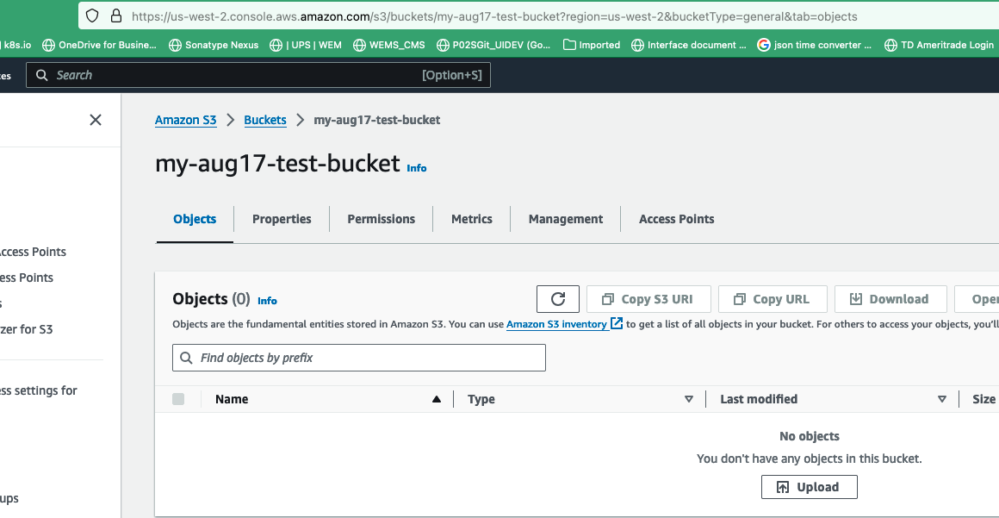 https://us-west-2.console.aws.amazon.com/s3/buckets/my-aug17-test-bucket?region=us-west-2&bucketType=general&tab=objects
k8s.io OneDrive for Busine... Sonatype Nexus | UPS | WEM WEMS_CMS P02SGit_UIDEV (Go... Imported Interface document ... json time converter ... TD Ameritrade Login
ces Search [Option+S]
Amazon S3 > Buckets > my-aug17-test-bucket
my-aug17-test-bucket Info
Objects Properties Permissions Metrics Management Access Points
ccess Points
ess Points
s
zer for S3
ess settings for
ups
Objects (0) Info
Copy S3 URI Copy URL Download Open
Objects are the fundamental entities stored in Amazon S3. You can use Amazon S3 inventory to get a list of all objects in your bucket. For others to access your objects, you'll
Find objects by prefix
Name Type Last modified Size
No objects
You don't have any objects in this bucket.
Upload